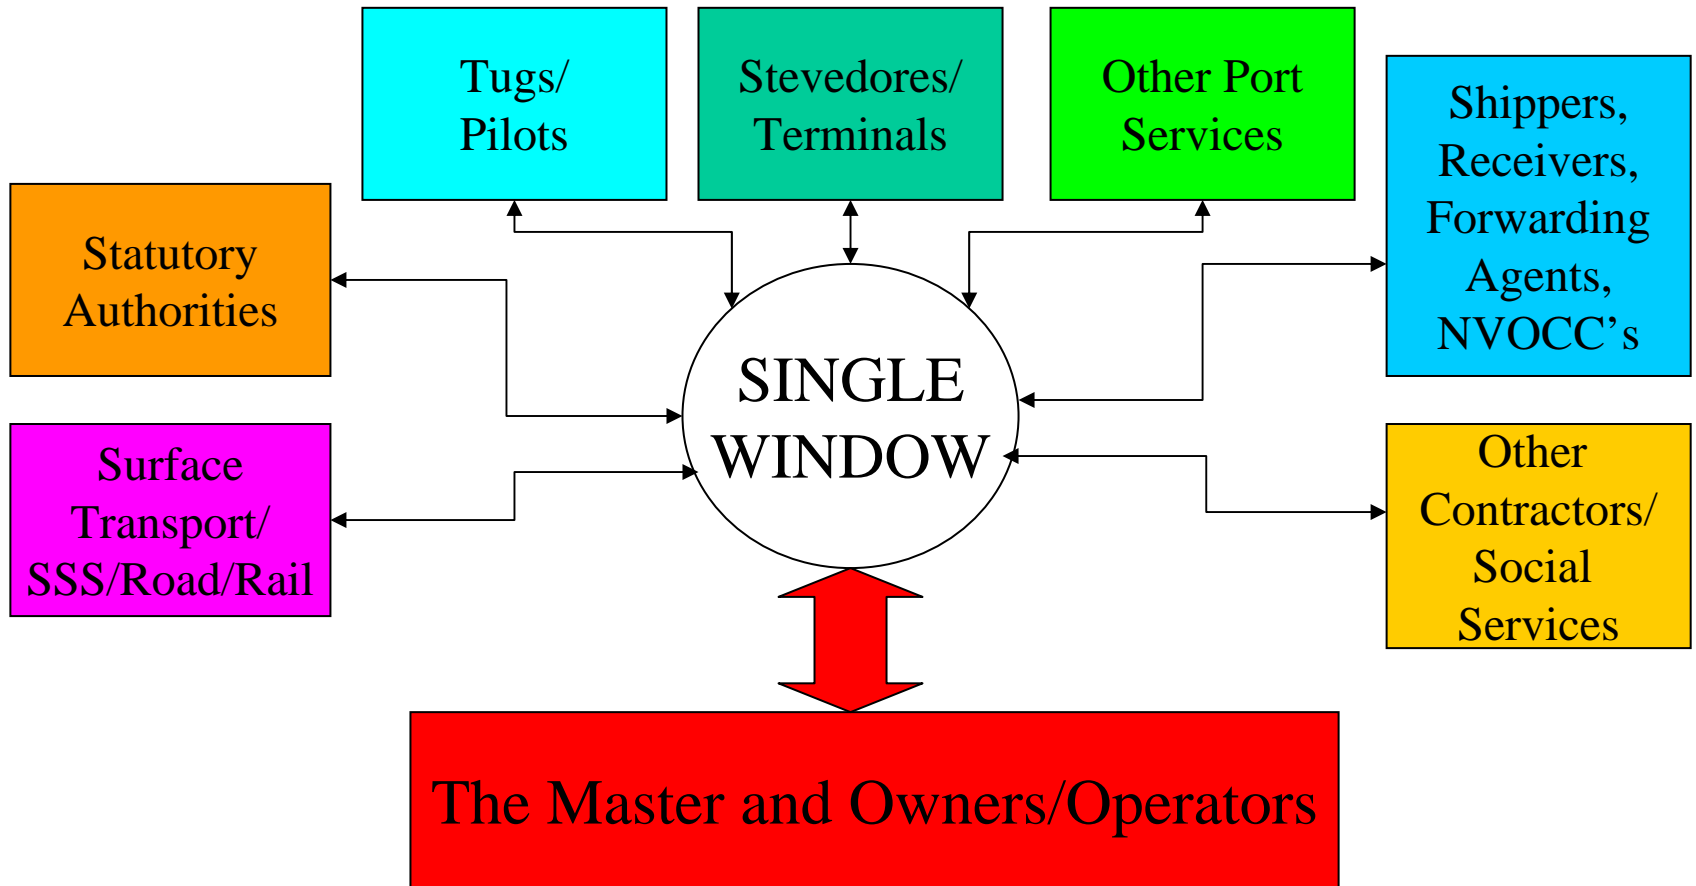 Tugs/
Pilots
Stevedores/
Terminals
Other Port
Services
Shippers,
Receivers,
Forwarding
Agents,
NVOCC’s
Statutory
Authorities
SINGLE
WINDOW
Surface
Transport/
SSS/Road/Rail
Other
Contractors/
Social
Services
The Master and Owners/Operators